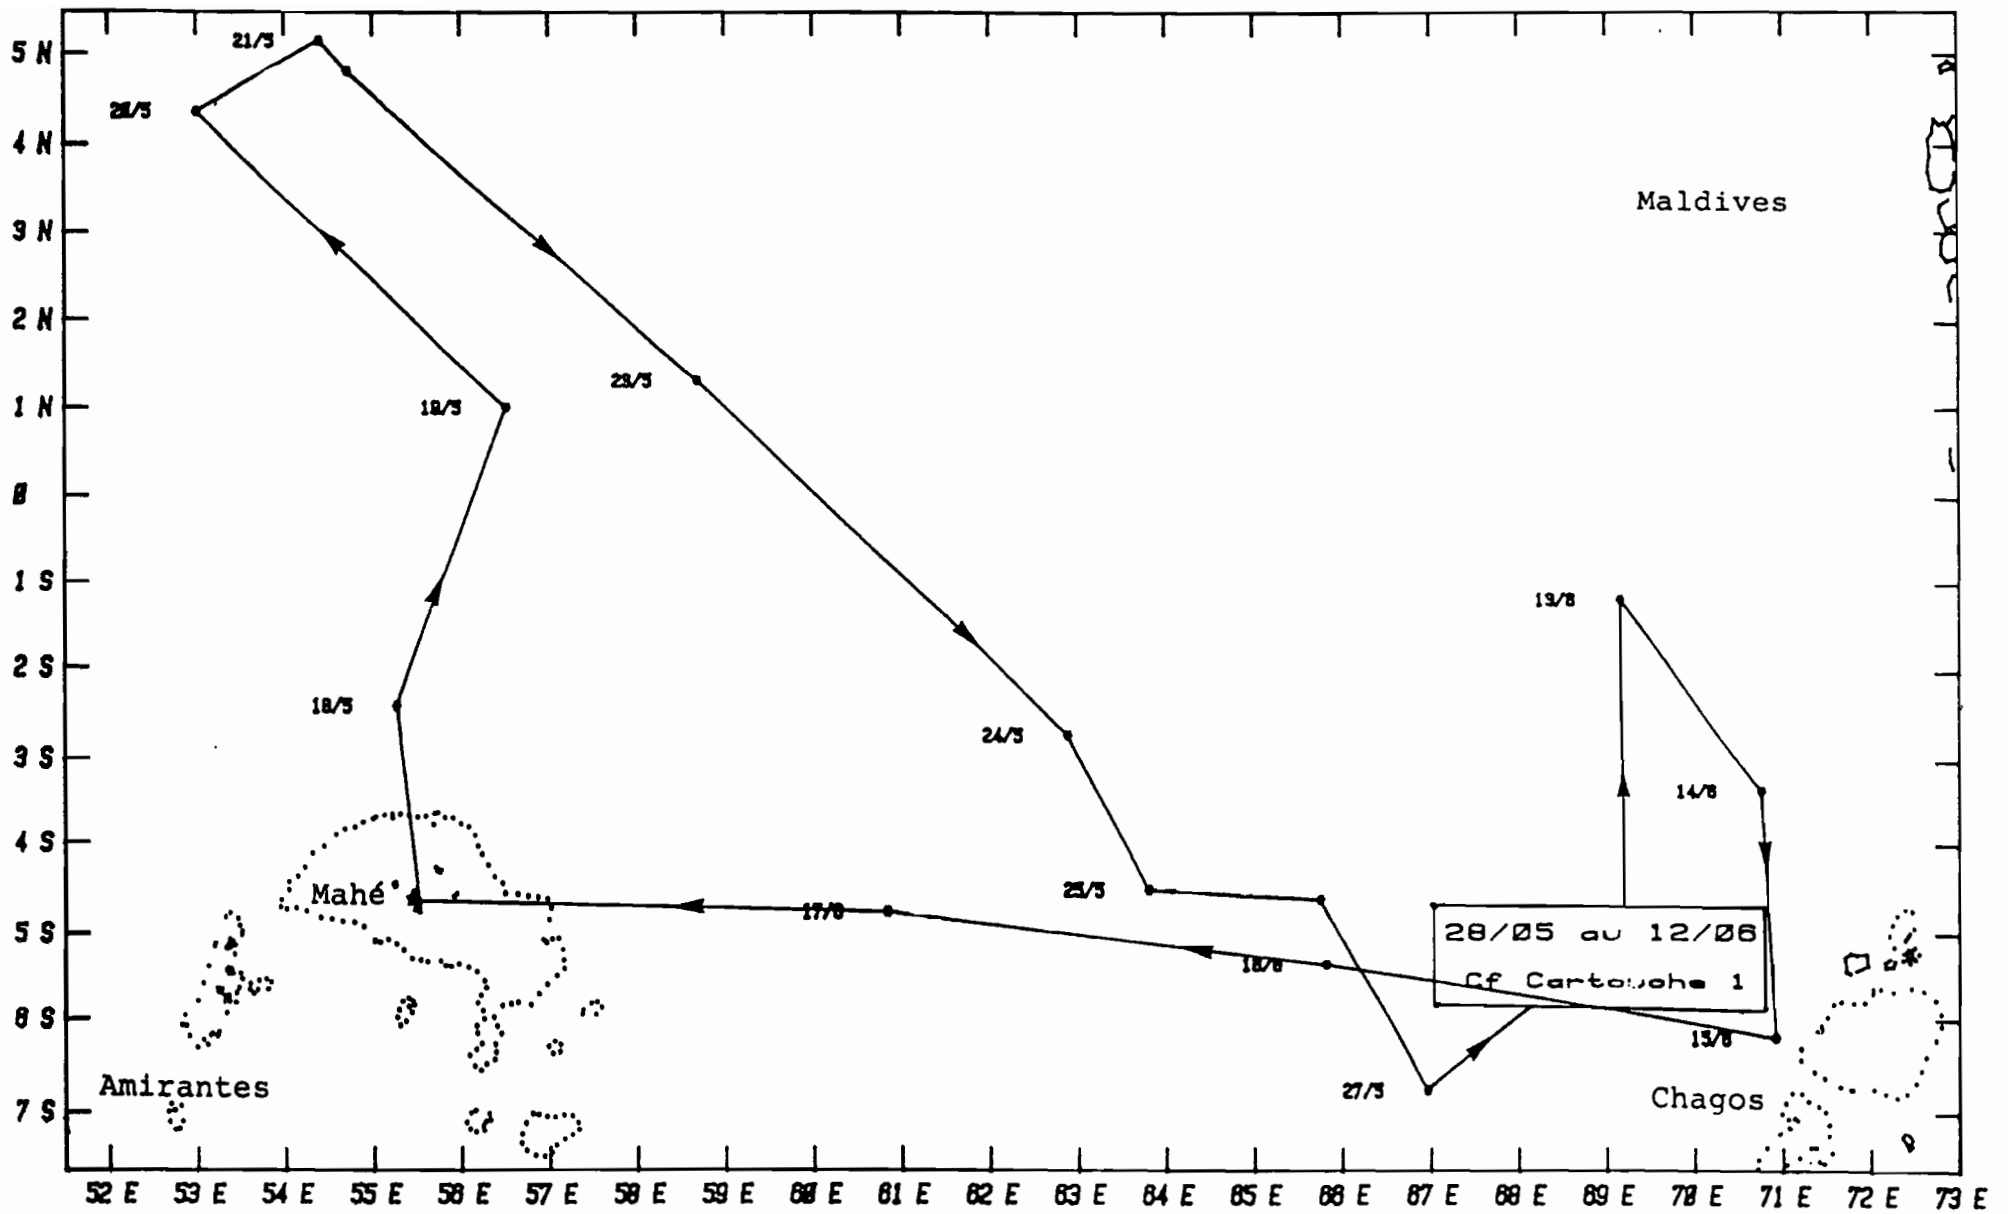 21/5
5 N
20/5
4 N
Maldives
3 N
2 N
23/5
1 N
19/5
0
1 S
13/6
2 S
18/5
24/5
3 S
14/6
4 S
Mahé
25/5
17/6
5 S
28/05 au 12/06
16/6
Cf Cartouche 1
6 S
15/6
Amirantes
27/5
Chagos
7 S
52 E 53 E 54 E 55 E 56 E 57 E 58 E 59 E 60 E 61 E 62 E 63 E 64 E 65 E 66 E 67 E 68 E 69 E 70 E 71 E 72 E 73 E